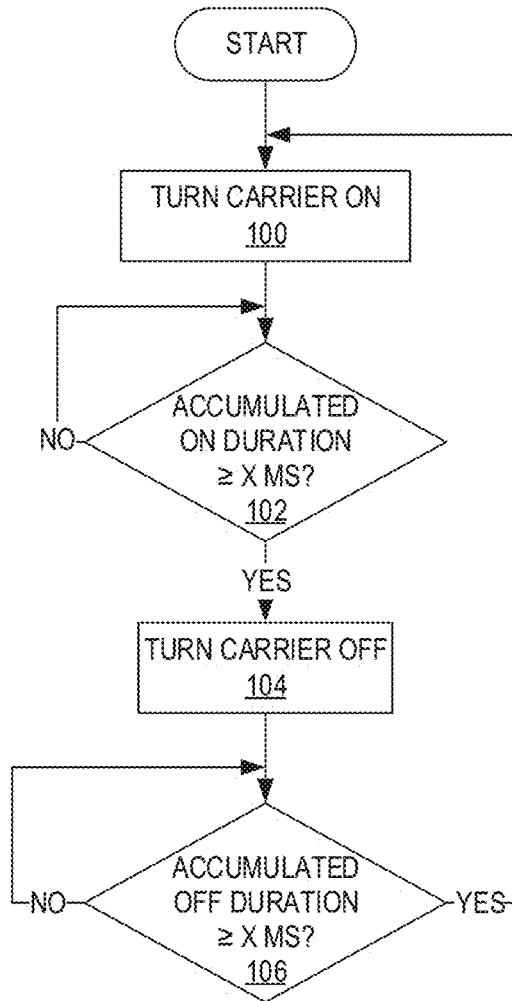 START
TURN CARRIER ON
100
ACCUMULATED
ON DURATION
≥ X MS?
102
NO
YES
TURN CARRIER OFF
104
ACCUMULATED
OFF DURATION
≥ X MS?
106
NO
YES